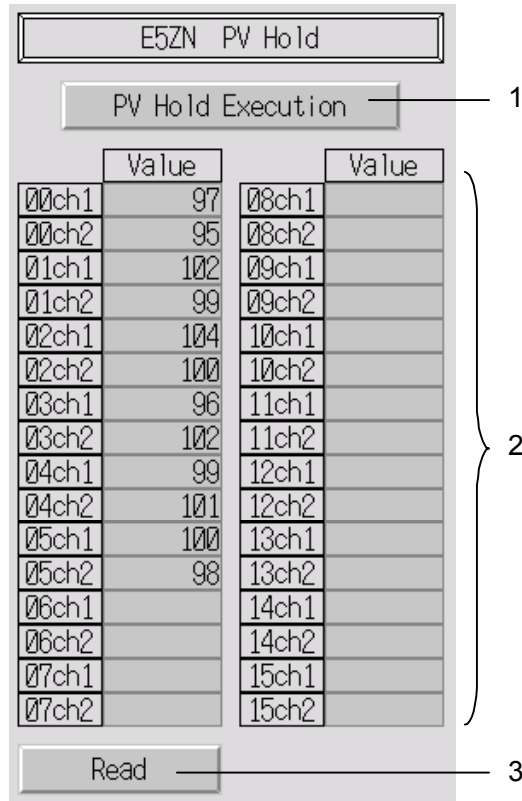 E5ZN PV Hold
PV Hold Execution 1
Value Value
00ch1 97 08ch1
00ch2 95 08ch2
01ch1 102 09ch1
01ch2 99 09ch2
02ch1 104 10ch1
02ch2 100 10ch2
03ch1 96 11ch1
03ch2 102 11ch2
2
04ch1 99 12ch1
04ch2 101 12ch2
05ch1 100 13ch1
05ch2 98 13ch2
06ch1 14ch1
06ch2 14ch2
07ch1 15ch1
07ch2 15ch2
Read 3